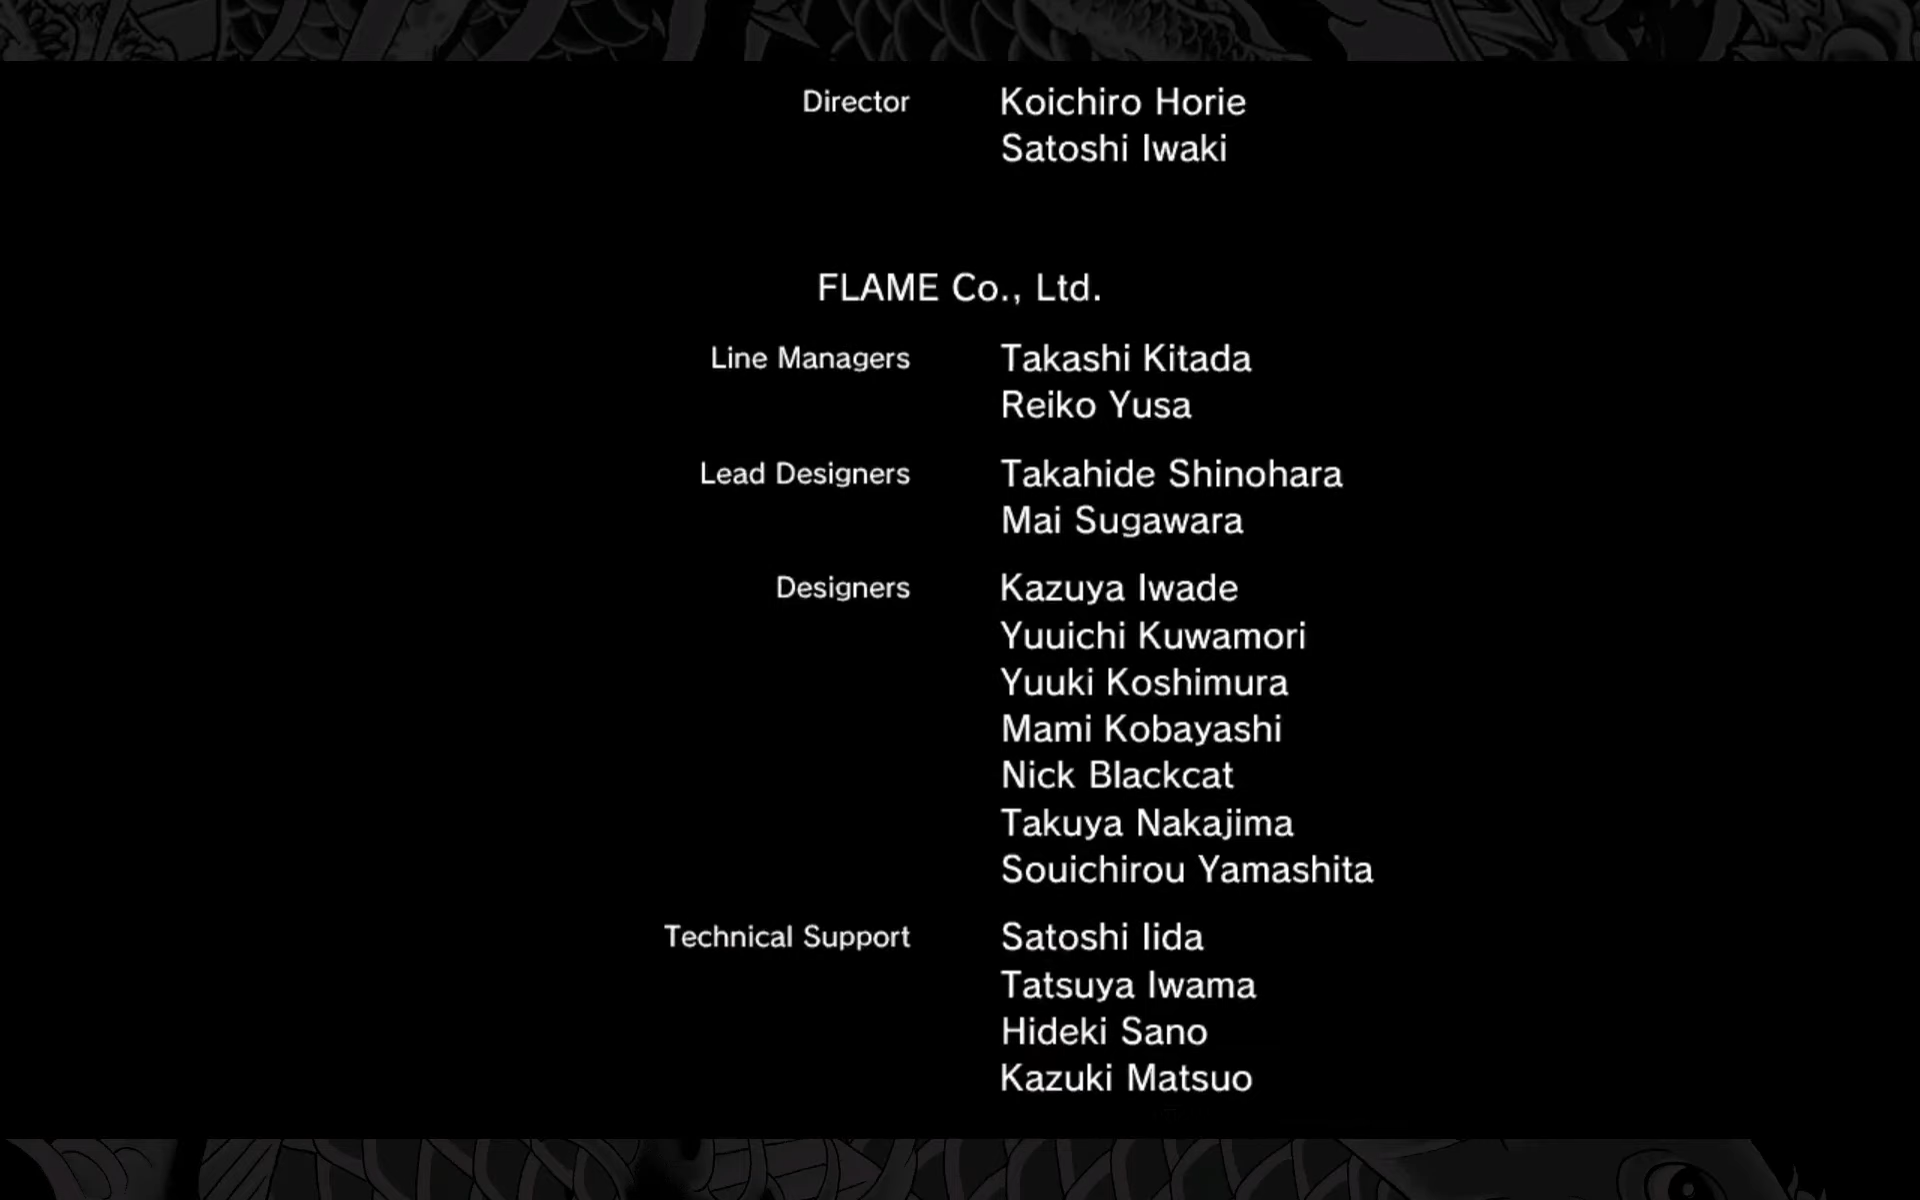 Director Koichiro Horie
Satoshi Iwaki
FLAME Co., Ltd.
Line Managers Takashi Kitada
Reiko Yusa
Lead Designers Takahide Shinohara
Mai Sugawara
Designers Kazuya Iwade
Yuuichi Kuwamori
Yuuki Koshimura
Mami Kobayashi
Nick Blackcat
Takuya Nakajima
Souichirou Yamashita
Technical Support Satoshi Iida
Tatsuya Iwama
Hideki Sano
Kazuki Matsuo